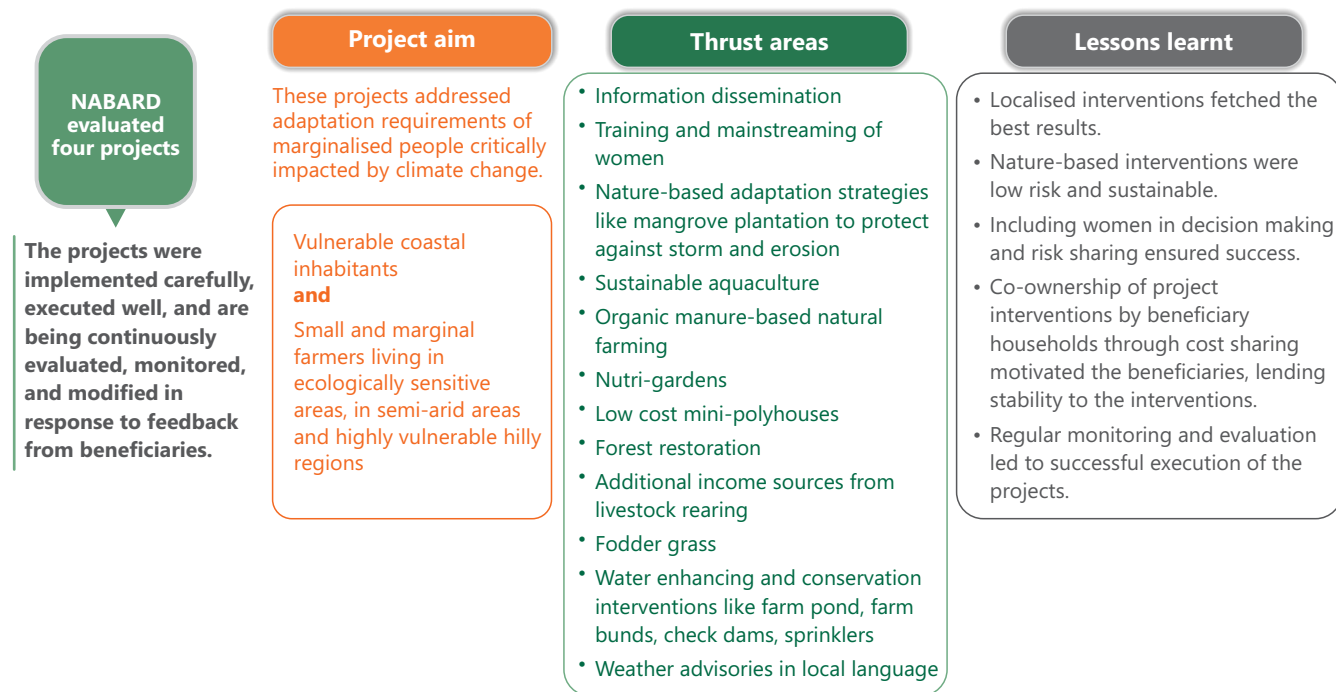 NABARD
evaluated
four projects
The projects were
implemented carefully,
executed well, and are
being continuously
evaluated, monitored,
and modified in
response to feedback
from beneficiaries.
Project aim
These projects addressed
adaptation requirements of
marginalised people critically
impacted by climate change.
Vulnerable coastal
inhabitants
and
Small and marginal
farmers living in
ecologically sensitive
areas, in semi-arid areas
and highly vulnerable hilly
regions
Thrust areas
• Information dissemination
• Training and mainstreaming of
women
• Nature-based adaptation strategies
like mangrove plantation to protect
against storm and erosion
• Sustainable aquaculture
• Organic manure-based natural
farming
• Nutri-gardens
• Low cost mini-polyhouses
• Forest restoration
• Additional income sources from
livestock rearing
• Fodder grass
• Water enhancing and conservation
interventions like farm pond, farm
bunds, check dams, sprinklers
• Weather advisories in local language
Lessons learnt
• Localised interventions fetched the
best results.
• Nature-based interventions were
low risk and sustainable.
• Including women in decision making
and risk sharing ensured success.
• Co-ownership of project
interventions by beneficiary
households through cost sharing
motivated the beneficiaries, lending
stability to the interventions.
• Regular monitoring and evaluation
led to successful execution of the
projects.